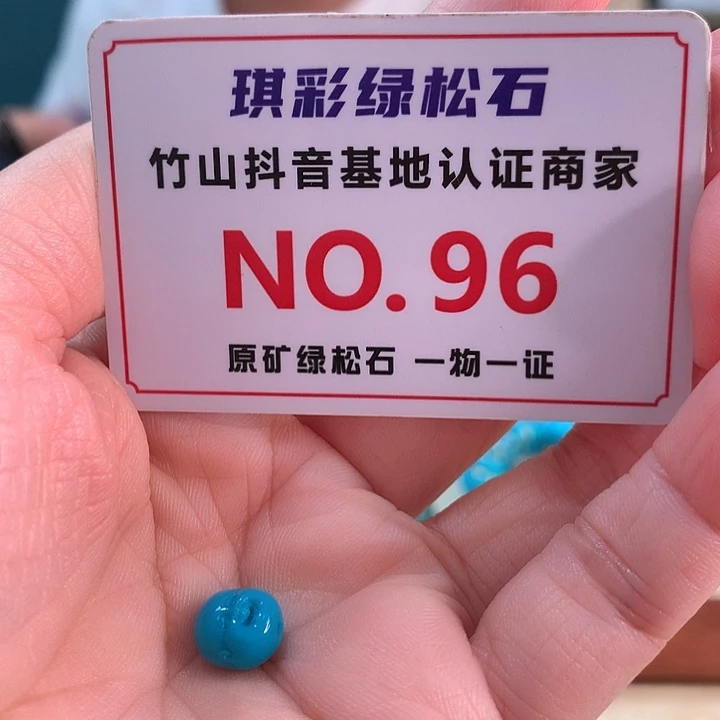 琪彩绿松石
竹山抖音基地认证商家
NO. 96
原矿绿松石 一物一证